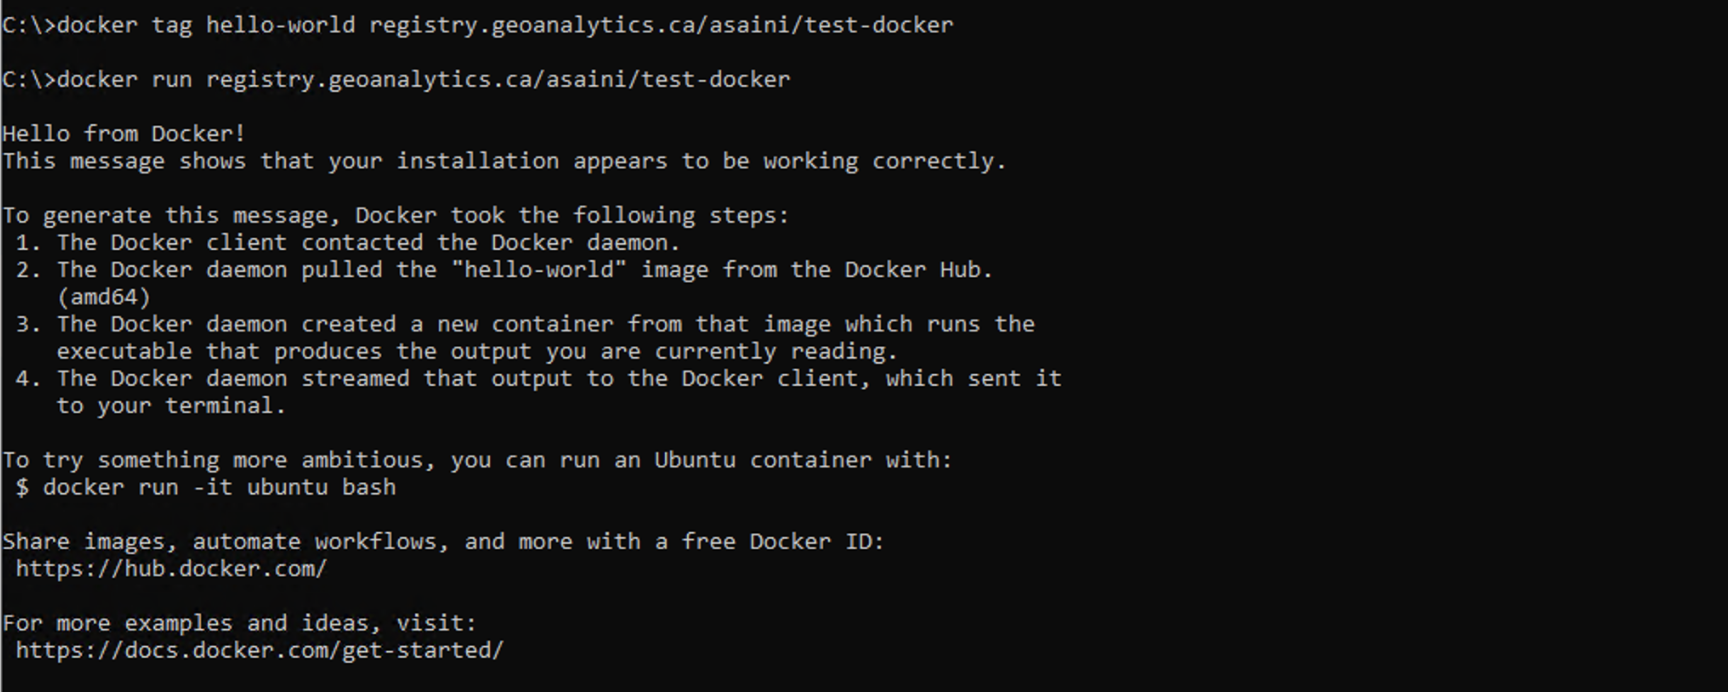 C:\>docker tag hello-world registry.geoanalytics.ca/asaini/test-docker
C:\>docker run registry.geoanalytics.ca/asaini/test-docker
Hello from Docker!
This message shows that your installation appears to be working correctly.
To generate this message, Docker took the following steps:
1. The Docker client contacted the Docker daemon.
2. The Docker daemon pulled the "hello-world" image from the Docker Hub.
(amd64)
3. The Docker daemon created a new container from that image which runs the
executable that produces the output you are currently reading.
4. The Docker daemon streamed that output to the Docker client, which sent it
to your terminal.
To try something more ambitious, you can run an Ubuntu container with:
$ docker run -it ubuntu bash
Share images, automate workflows, and more with a free Docker ID:
https://hub.docker.com/
For more examples and ideas, visit:
https://docs.docker.com/get-started/